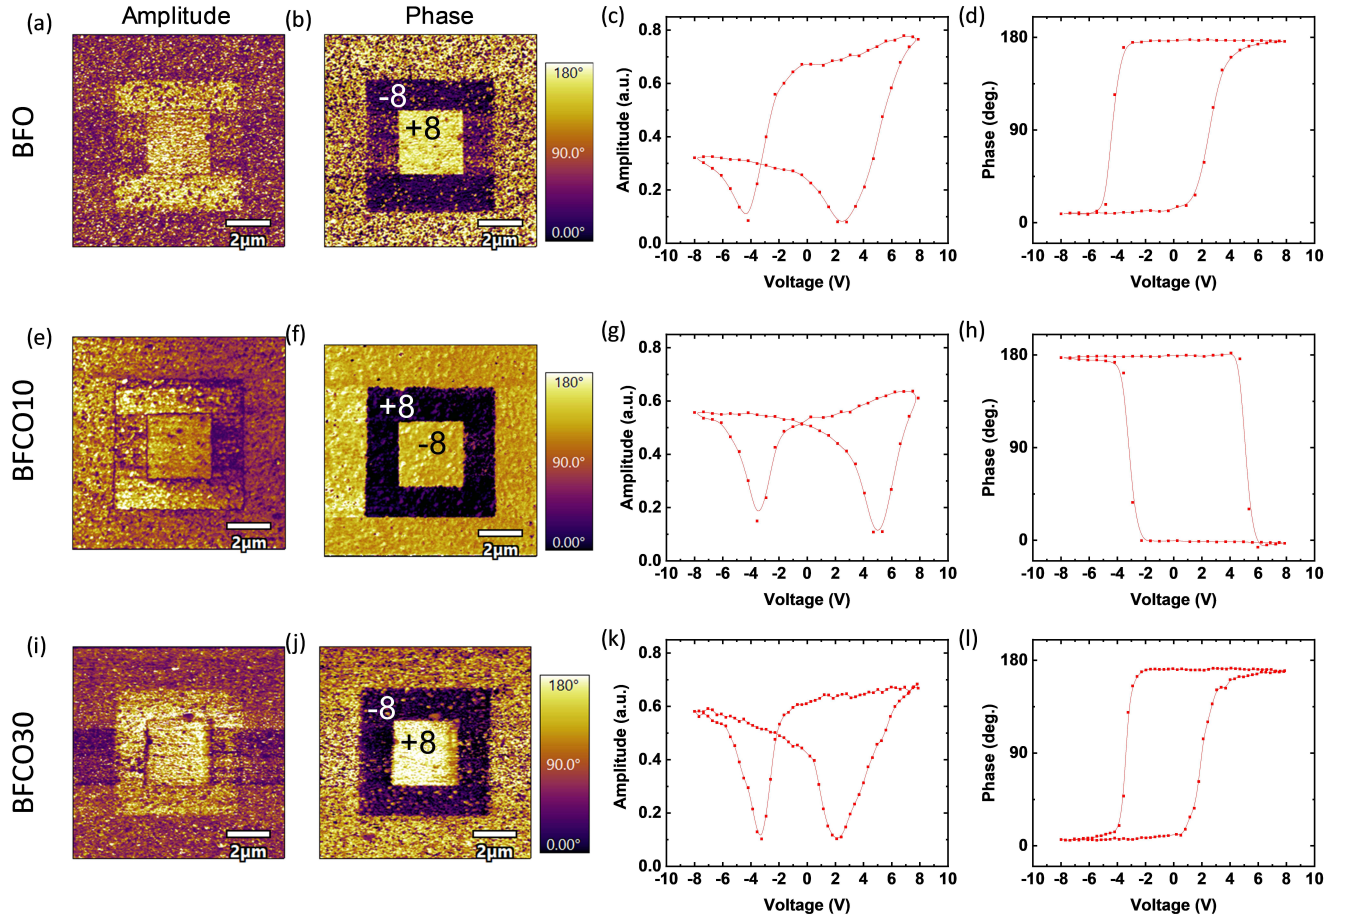 Amplitude
Phase
(a)
(b)
(c)
(d)
BFO
-8
+8
2μm
2μm
180°
90.0°
0.00°
Amplitude (a.u.)
0.8
0.6
0.4
0.2
0.0
-10 -8 -6 -4 -2 0 2 4 6 8 10
Voltage (V)
Phase (deg.)
180
90
0
-10 -8 -6 -4 -2 0 2 4 6 8 10
Voltage (V)
(e)
(f)
(g)
(h)
BFCO10
+8
-8
2μm
2μm
180°
90.0°
0.00°
Amplitude (a.u.)
0.8
0.6
0.4
0.2
0.0
-10 -8 -6 -4 -2 0 2 4 6 8 10
Voltage (V)
Phase (deg.)
180
90
0
-10 -8 -6 -4 -2 0 2 4 6 8 10
Voltage (V)
(i)
(j)
(k)
(l)
BFCO30
-8
+8
2μm
2μm
180°
90.0°
0.00°
Amplitude (a.u.)
0.8
0.6
0.4
0.2
0.0
-10 -8 -6 -4 -2 0 2 4 6 8 10
Voltage (V)
Phase (deg.)
180
90
0
-10 -8 -6 -4 -2 0 2 4 6 8 10
Voltage (V)